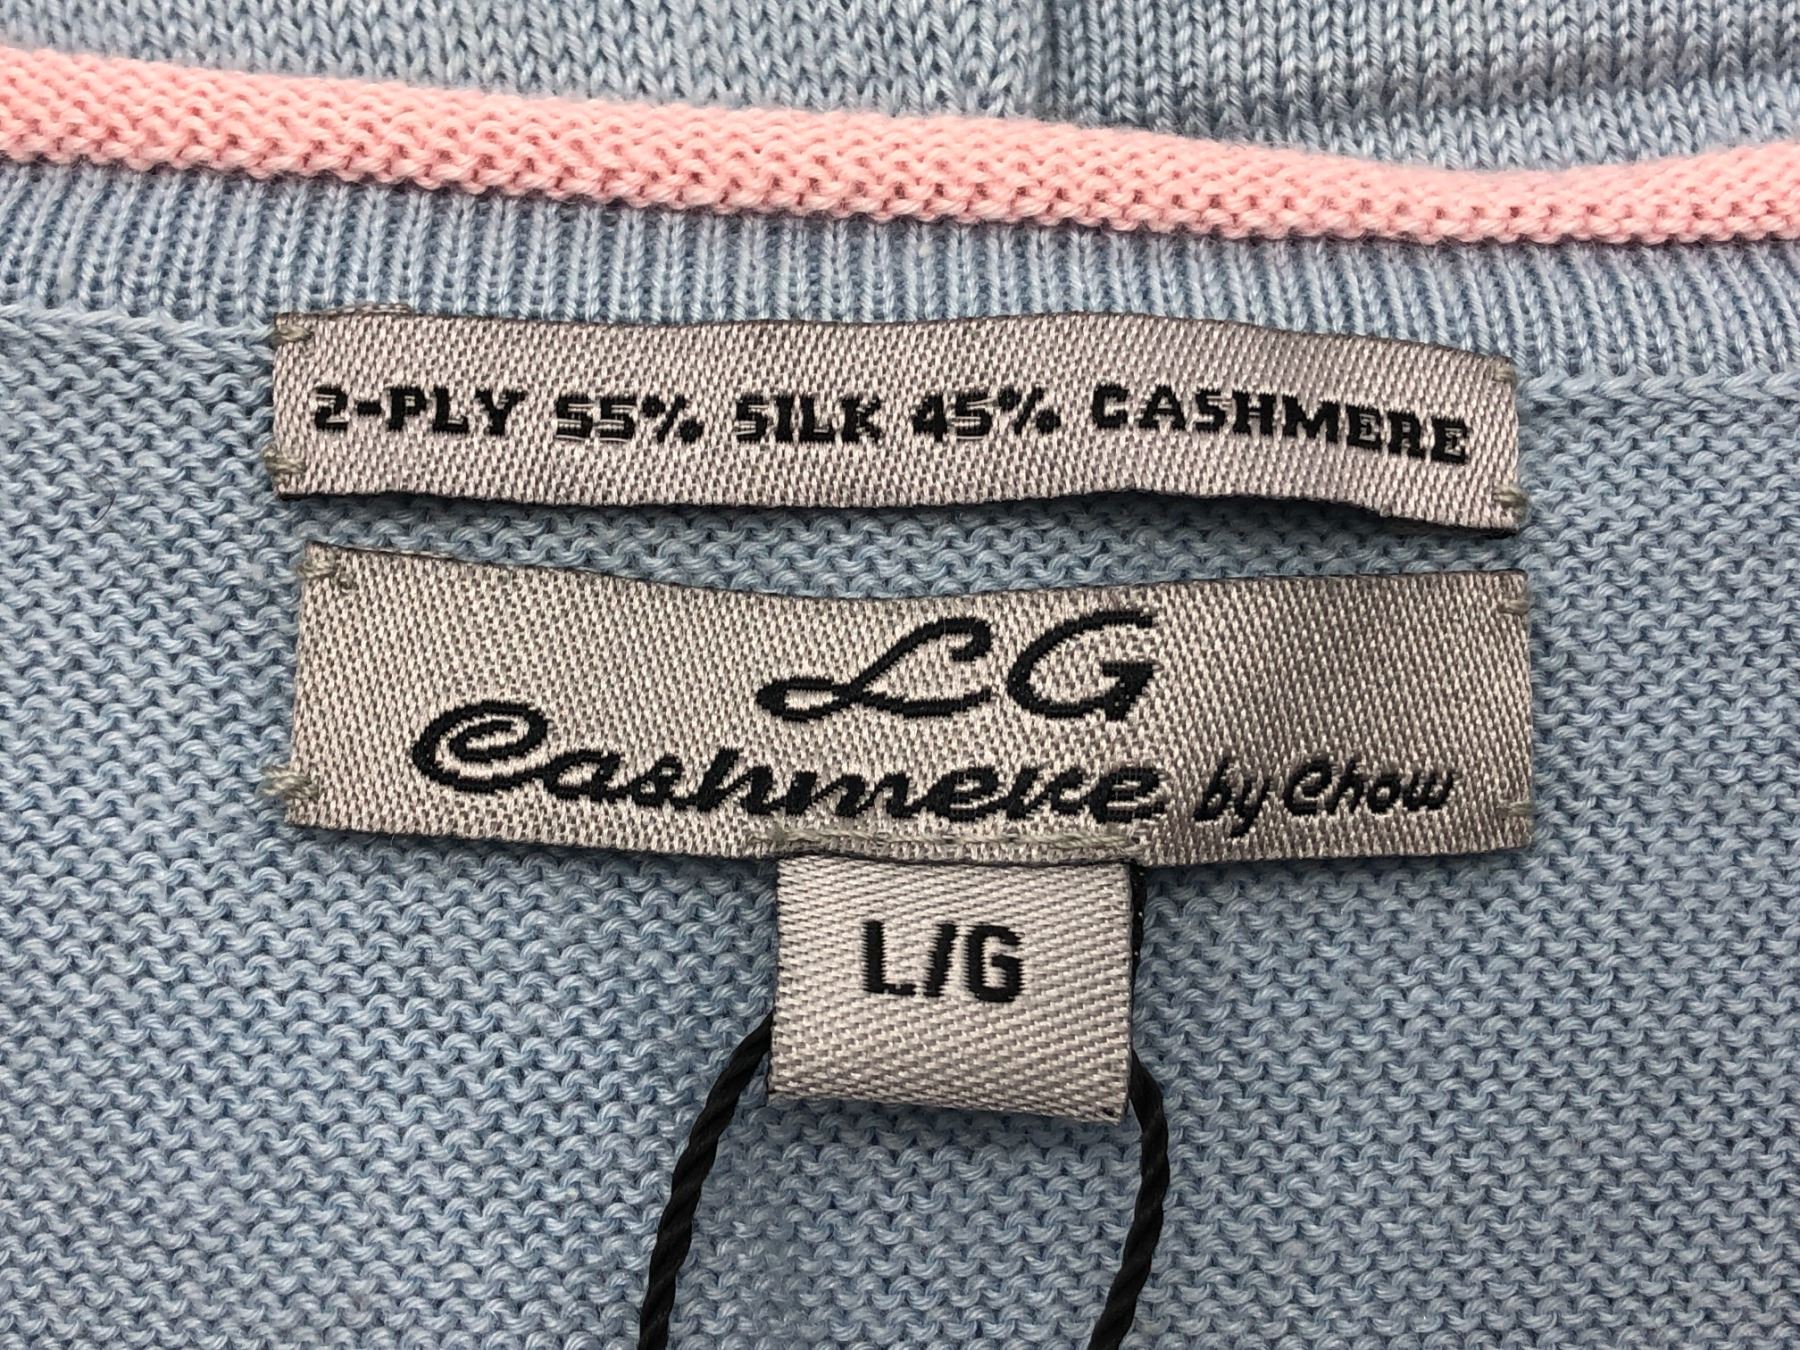 2-PLY 55% SILK 45% CASHMERE
LG
Cashmere by Chow
L/G